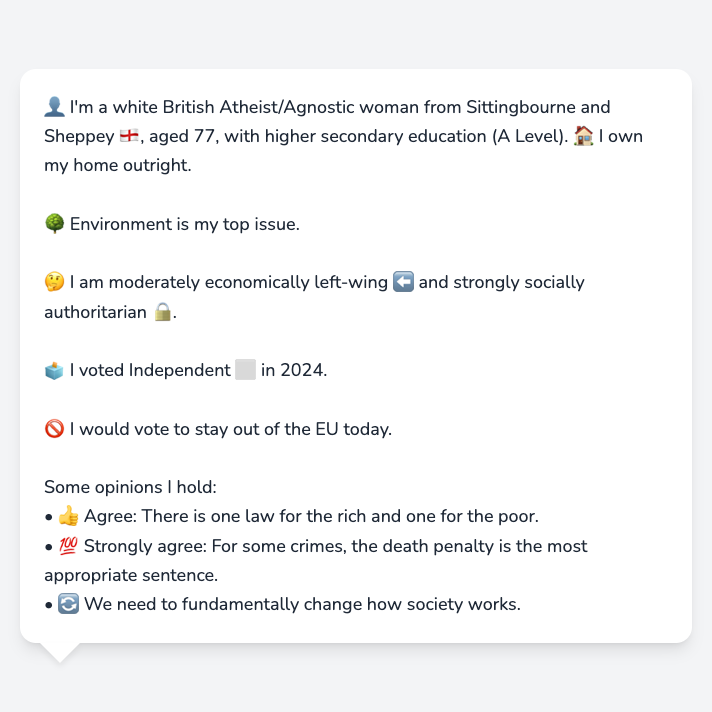 👤 I'm a white British Atheist/Agnostic woman from Sittingbourne and
Sheppey 🏴󠁧󠁢󠁥󠁮󠁧󠁿, aged 77, with higher secondary education (A Level). 🏠 I own
my home outright.
🌳 Environment is my top issue.
🤔 I am moderately economically left-wing ⬅️ and strongly socially
authoritarian 🔒.
🗳️ I voted Independent ⬜ in 2024.
🚫 I would vote to stay out of the EU today.
Some opinions I hold:
• 👍 Agree: There is one law for the rich and one for the poor.
• 💯 Strongly agree: For some crimes, the death penalty is the most
appropriate sentence.
• 🔄 We need to fundamentally change how society works.